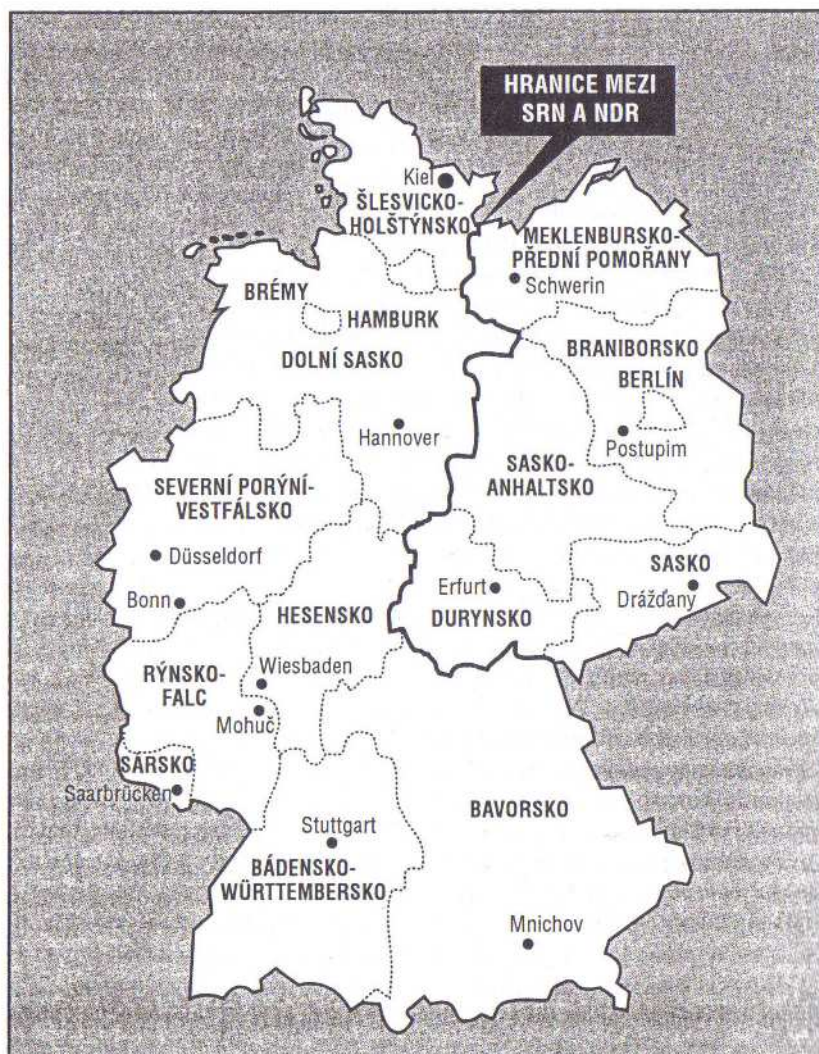 HRANICE MEZI
SRN A NDR
Kiel
ŠLESVICKO-
HOLŠTÝNSKO
MEKLENBURSKO-
PŘEDNÍ POMOŘANY
Schwerin
BRÉMY
HAMBURK
DOLNÍ SASKO
BRANIBORSKO
BERLÍN
Hannover
Postupim
SASKO-
ANHALTSKO
SEVERNÍ PORÝNÍ-
VESTFÁLSKO
Düsseldorf
Bonn
HESENSKO
Erfurt
DURYNSKO
SASKO
Drážďany
RÝNSKO-
FALC
Wiesbaden
Mohuč
SÁRSKO
Saarbrücken
BAVORSKO
Stuttgart
BÁDENSKO-
WÜRTTEMBERSKO
Mnichov